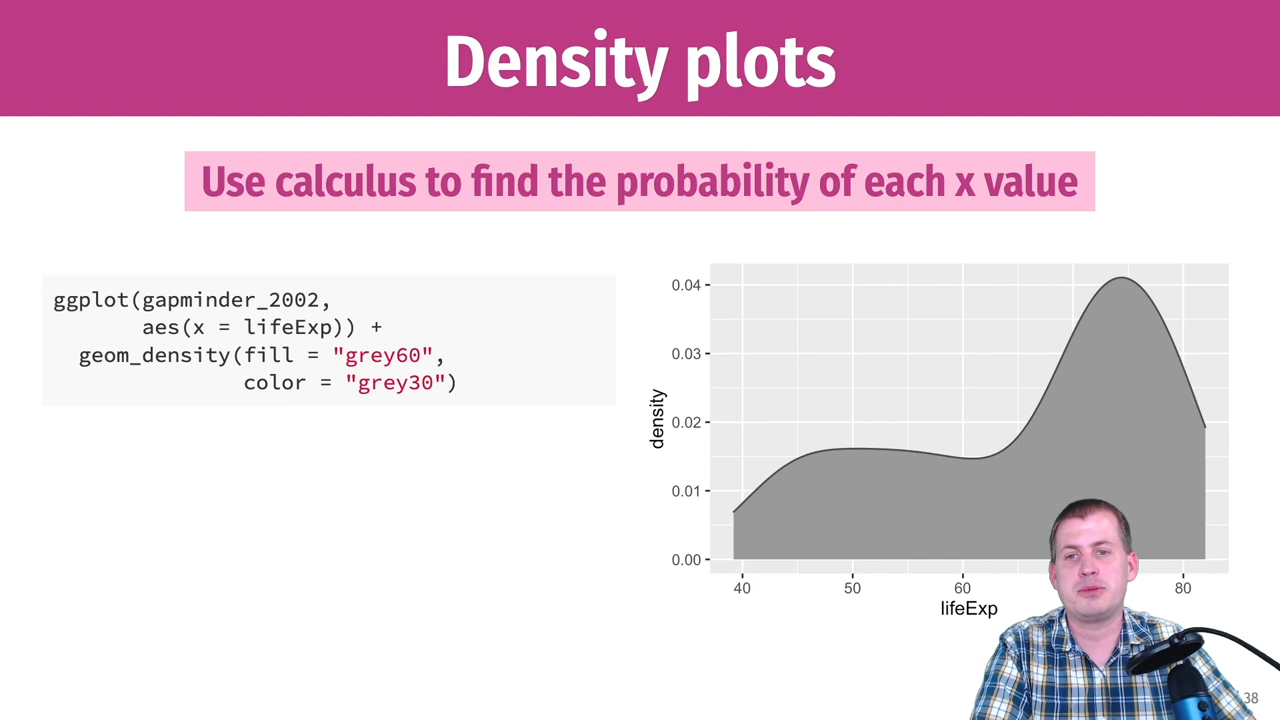 Density plots
Use calculus to find the probability of each x value
ggplot(gapminder_2002,
aes(x = lifeExp)) +
geom_density(fill = "grey60",
color = "grey30")
density
0.04
0.03
0.02
0.01
0.00
40 50 60 80
lifeExp
/ 38